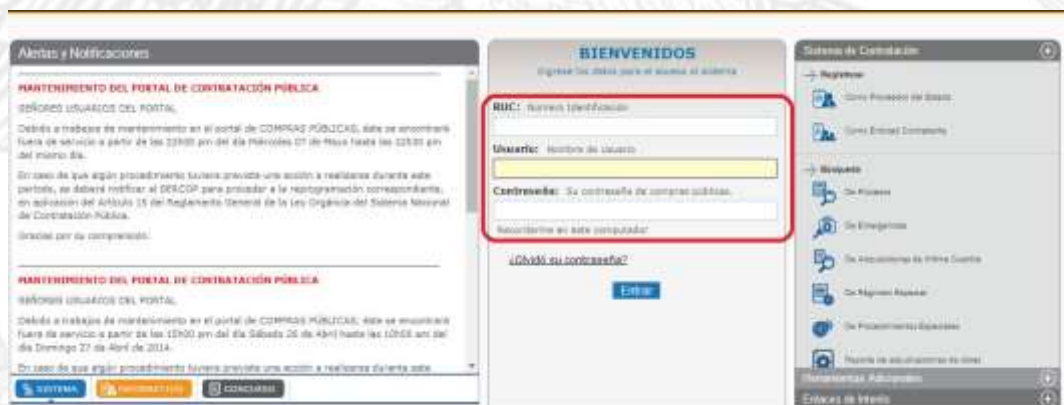 Alertas y Notificaciones
MANTENIMIENTO DEL PORTAL DE CONTRATACIÓN PÚBLICA
SEÑORES USUARIOS DEL PORTAL
Debido a trabajos de mantenimiento en el portal de COMPRAS PÚBLICAS, éste se encontrará
fuera de servicio a partir de las pm del día Miércoles 07 de Mayo hasta las pm
del mismo día.
En caso de que algún procedimiento tuviera prevista una acción a realizarse durante este
período, se deberá notificar al SERCOP para proceder a la reprogramación correspondiente,
en aplicación del Artículo 15 del Reglamento General de la Ley Orgánica del Sistema Nacional
de Contratación Pública.
Gracias por su comprensión.
MANTENIMIENTO DEL PORTAL DE CONTRATACIÓN PÚBLICA
SEÑORES USUARIOS DEL PORTAL
Debido a trabajos de mantenimiento en el portal de COMPRAS PÚBLICAS, éste se encontrará
fuera de servicio a partir de las pm del día Sábado 26 de Abril hasta las am del
día Domingo 27 de Abril de 2014.
En caso de que algún procedimiento tuviera prevista una acción a realizarse durante este
SISTEMA
INFORMATIVO
CONCURSO
BIENVENIDOS
Ingrese los datos para el acceso al sistema
RUC: Número Identificación
Usuario: Nombre de usuario
Contraseña: Su contraseña de compras públicas.
Recordarme en este computador
¿Olvidó su contraseña?
Entrar
Sistema de Contratación
Registrese
Como Proveedor del Estado
Como Entidad Contratante
Búsqueda
De Procesos
De Emergencias
De Adquisiciones de Ínfima Cuantía
De Régimen Especial
De Procedimientos Especiales
Herramientas Adicionales
Enlaces de Interés